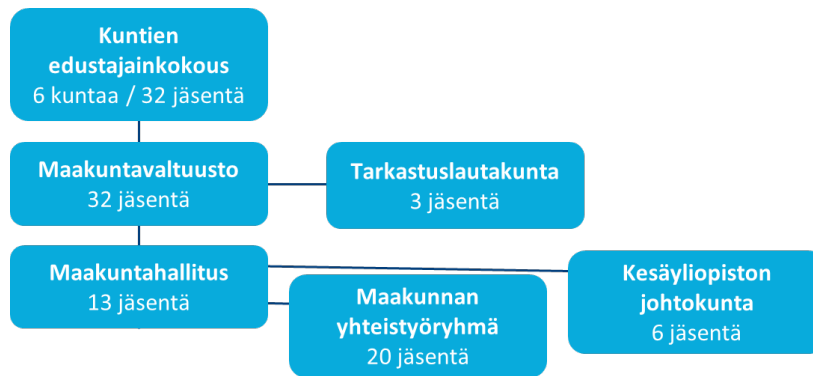 Kuntien
edustajainkokous
6 kuntaa / 32 jäsentä
Maakuntavaltuusto
32 jäsentä
Tarkastuslautakunta
3 jäsentä
Maakuntahallitus
13 jäsentä
Maakunnan
yhteistyöryhmä
20 jäsentä
Kesäyliopiston
johtokunta
6 jäsentä